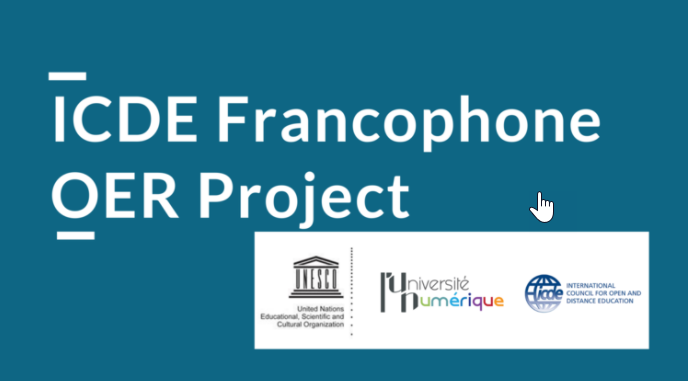 ICDE Francophone
OER Project
UNESCO
United Nations
Educational, Scientific and
Cultural Organization
l'Université
numérique
icde
INTERNATIONAL
COUNCIL FOR OPEN AND
DISTANCE EDUCATION